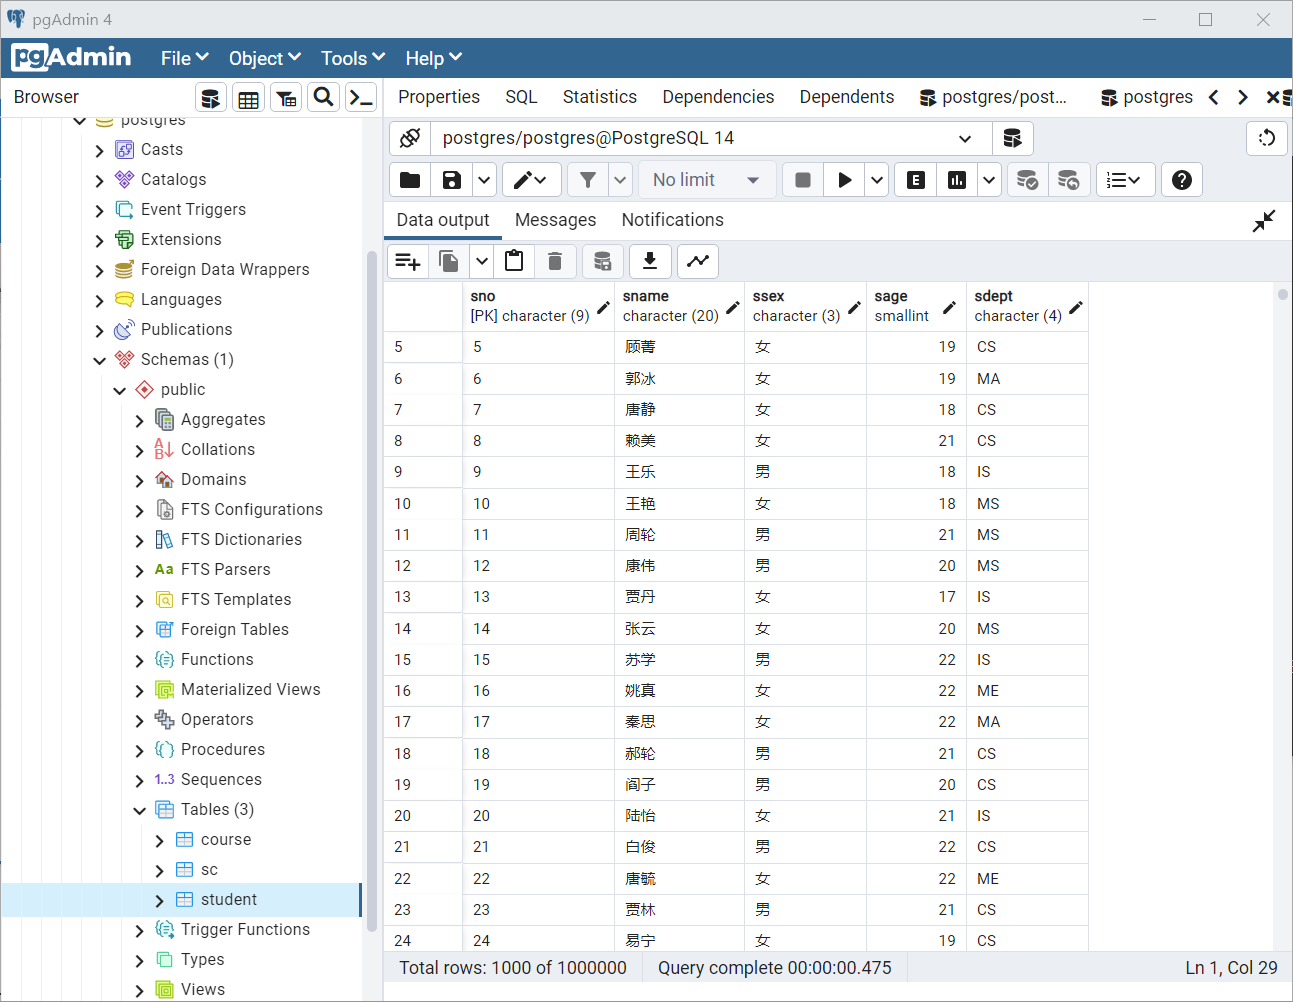 pgAdmin 4
pgAdmin File Object Tools Help
Browser
Properties SQL Statistics Dependencies Dependents postgres/post... postgres
postgres
postgres/postgres@PostgreSQL 14
Casts
Catalogs
No limit
E
Event Triggers
Data output Messages Notifications
Extensions
Foreign Data Wrappers
Languages
Publications
Schemas (1)
public
Aggregates
Collations
Domains
FTS Configurations
FTS Dictionaries
Aa FTS Parsers
FTS Templates
Foreign Tables
Functions
Materialized Views
Operators
Procedures
1..3 Sequences
Tables (3)
course
sc
student
Trigger Functions
Types
Views
sno sname ssex sage sdept
[PK] character (9) character (20) character (3) smallint character (4)
5 5 顾菁 女 19 CS
6 6 郭冰 女 19 MA
7 7 唐静 女 18 CS
8 8 赖美 女 21 CS
9 9 王乐 男 18 IS
10 10 王艳 女 18 MS
11 11 周轮 男 21 MS
12 12 康伟 男 20 MS
13 13 贾丹 女 17 IS
14 14 张云 女 20 MS
15 15 苏学 男 22 IS
16 16 姚真 女 22 ME
17 17 秦思 女 22 MA
18 18 郝轮 男 21 CS
19 19 阎子 男 20 CS
20 20 陆怡 女 21 IS
21 21 白俊 男 22 CS
22 22 唐毓 女 22 ME
23 23 贾林 男 21 CS
24 24 易宁 女 19 CS
Total rows: 1000 of 1000000 Query complete 00:00:00.475 Ln 1, Col 29